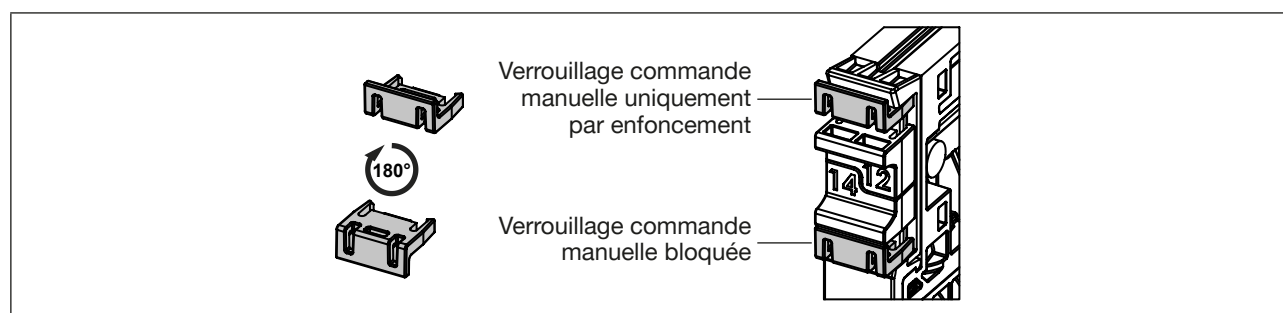 Verrouillage commande
manuelle uniquement
par enfoncement
180°
14 12
Verrouillage commande
manuelle bloquée